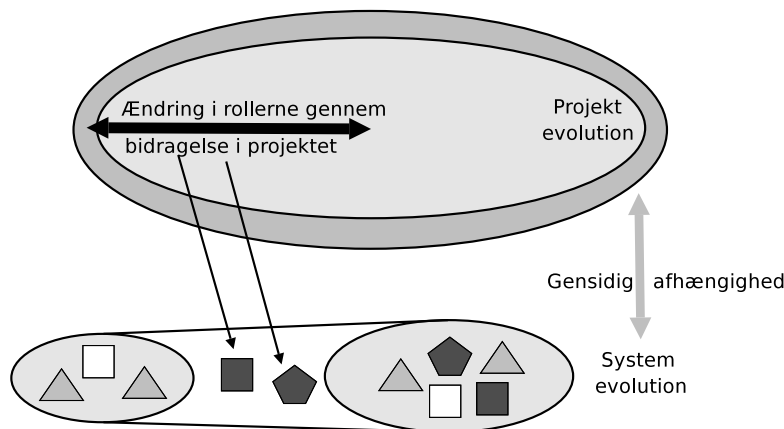 Ændring i rollerne gennem
bidragelse i projektet
Projekt
evolution
Gensidig afhængighed
System
evolution